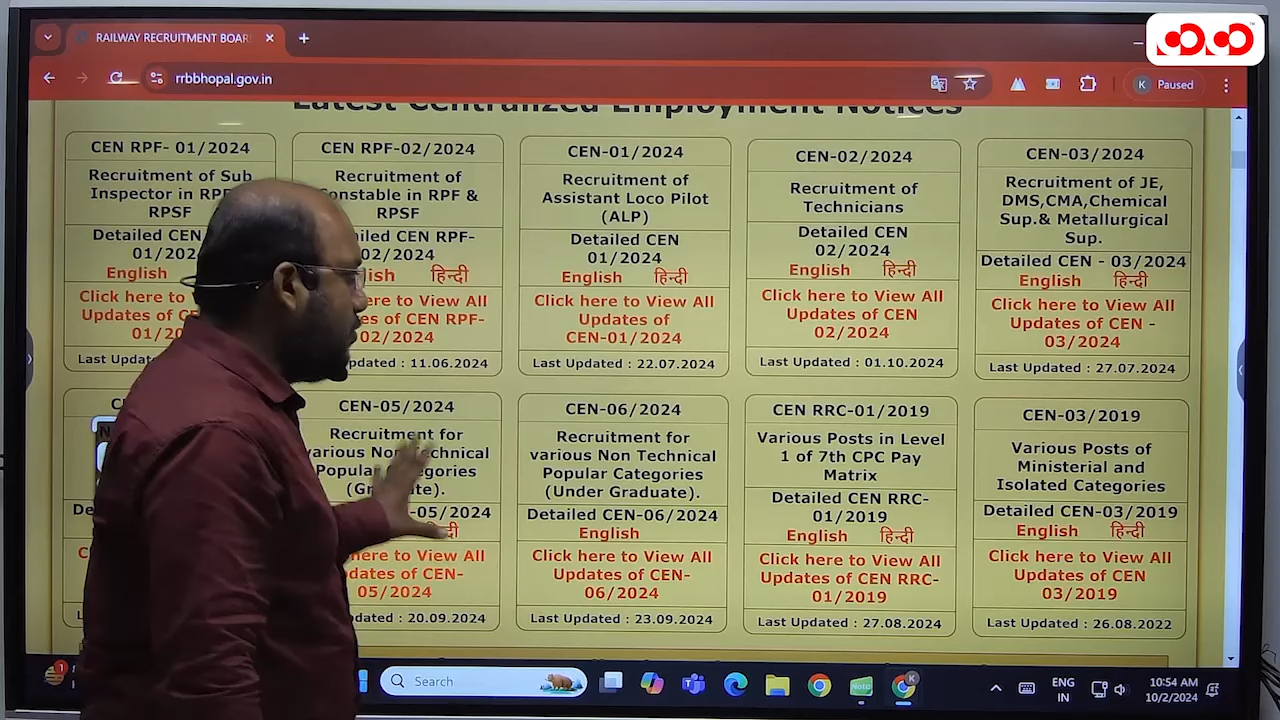 RAILWAY RECRUITMENT BOAR
rrbbhopal.gov.in
K Paused
Latest Centralized Employment Notices
CEN RPF- 01/2024
Recruitment of Sub
Inspector in RPF
RPSF
Detailed CEN
English
Click here to
Updates of
Last Updated
CEN RPF-02/2024
Recruitment of
Constable in RPF &
RPSF
RPF-
02/2024
हिन्दी
to View All
of CEN RPF-
02/2024
: 11.06.2024
CEN-01/2024
Recruitment of
Assistant Loco Pilot
(ALP)
Detailed CEN
01/2024
English हिन्दी
Click here to View All
Updates of
CEN-01/2024
Last Updated : 22.07.2024
CEN-02/2024
Recruitment of
Technicians
Detailed CEN
02/2024
English हिन्दी
Click here to View All
Updates of CEN
02/2024
Last Updated : 01.10.2024
CEN-03/2024
Recruitment of JE,
DMS,CMA,Chemical
Sup.& Metallurgical
Sup.
Detailed CEN - 03/2024
English हिन्दी
Click here to View All
Updates of CEN -
03/2024
Last Updated : 27.07.2024
CEN-05/2024
Recruitment for
various Non Technical
Popular Categories
(Graduate).
-05/2024
हिन्दी
here to View All
of CEN-
05/2024
: 20.09.2024
CEN-06/2024
Recruitment for
various Non Technical
Popular Categories
(Under Graduate).
Detailed CEN-06/2024
English
Click here to View All
Updates of CEN-
06/2024
Last Updated : 23.09.2024
CEN RRC-01/2019
Various Posts in Level
1 of 7th CPC Pay
Matrix
Detailed CEN RRC-
01/2019
English हिन्दी
Click here to View All
Updates of CEN RRC-
01/2019
Last Updated : 27.08.2024
CEN-03/2019
Various Posts of
Ministerial and
Isolated Categories
Detailed CEN-03/2019
English हिन्दी
Click here to View All
Updates of CEN
03/2019
Last Updated : 26.08.2022
1
Search
Note
K
ENG
IN
10:54 AM
10/2/2024